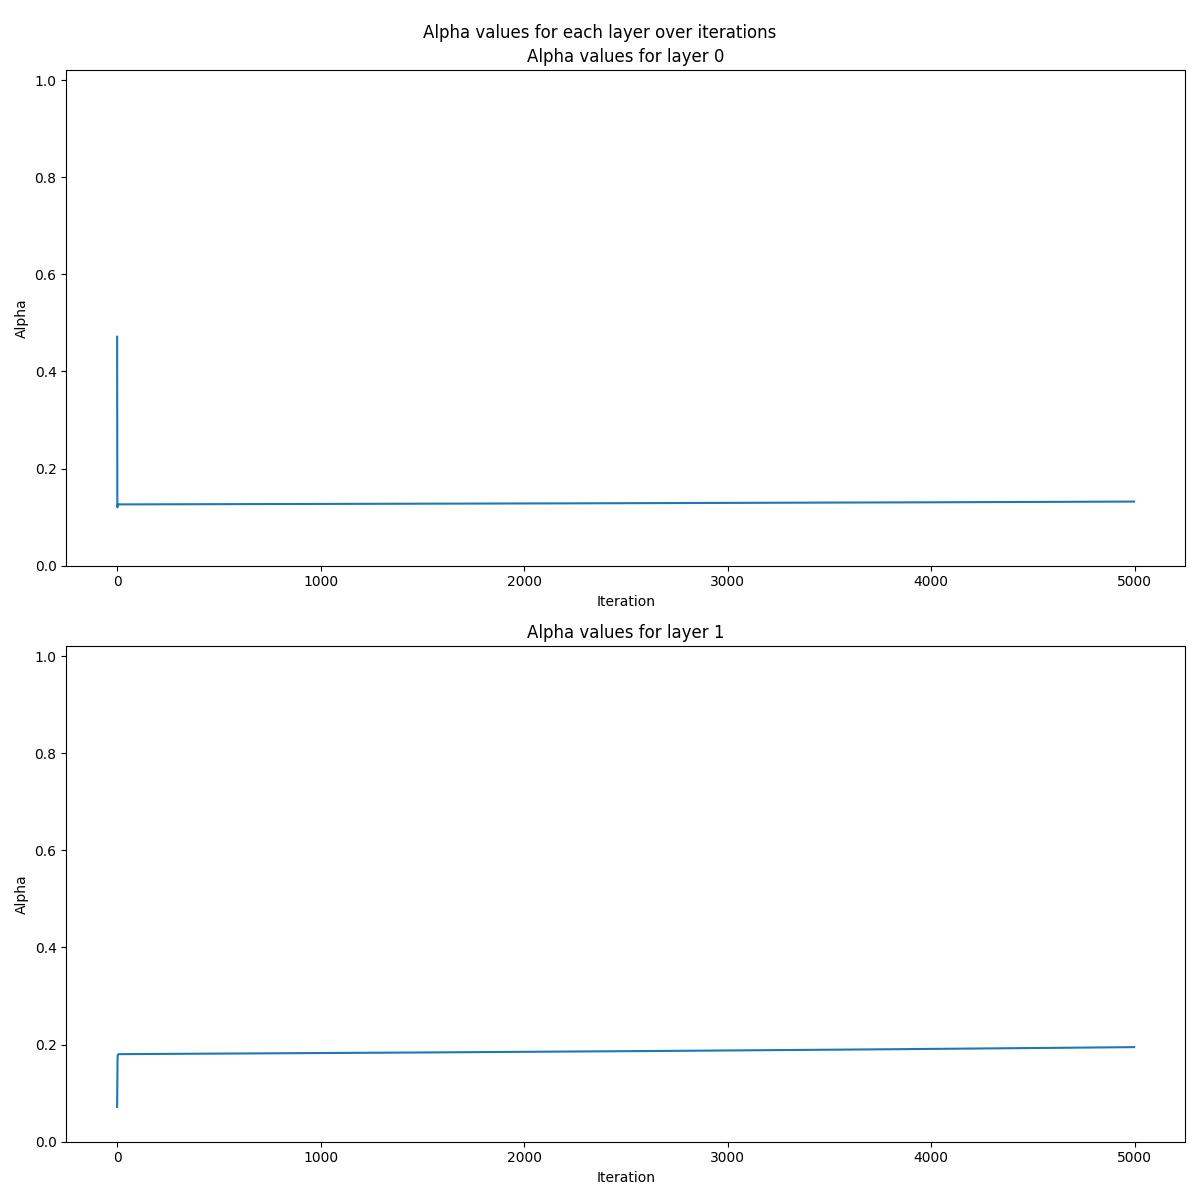 Alpha values for each layer over iterations
Alpha values for layer 0
1.0
0.8
0.6
0.4
0.2
0.0
Alpha
0 1000 2000 3000 4000 5000
Iteration
Alpha values for layer 1
1.0
0.8
0.6
0.4
0.2
0.0
Alpha
0 1000 2000 3000 4000 5000
Iteration